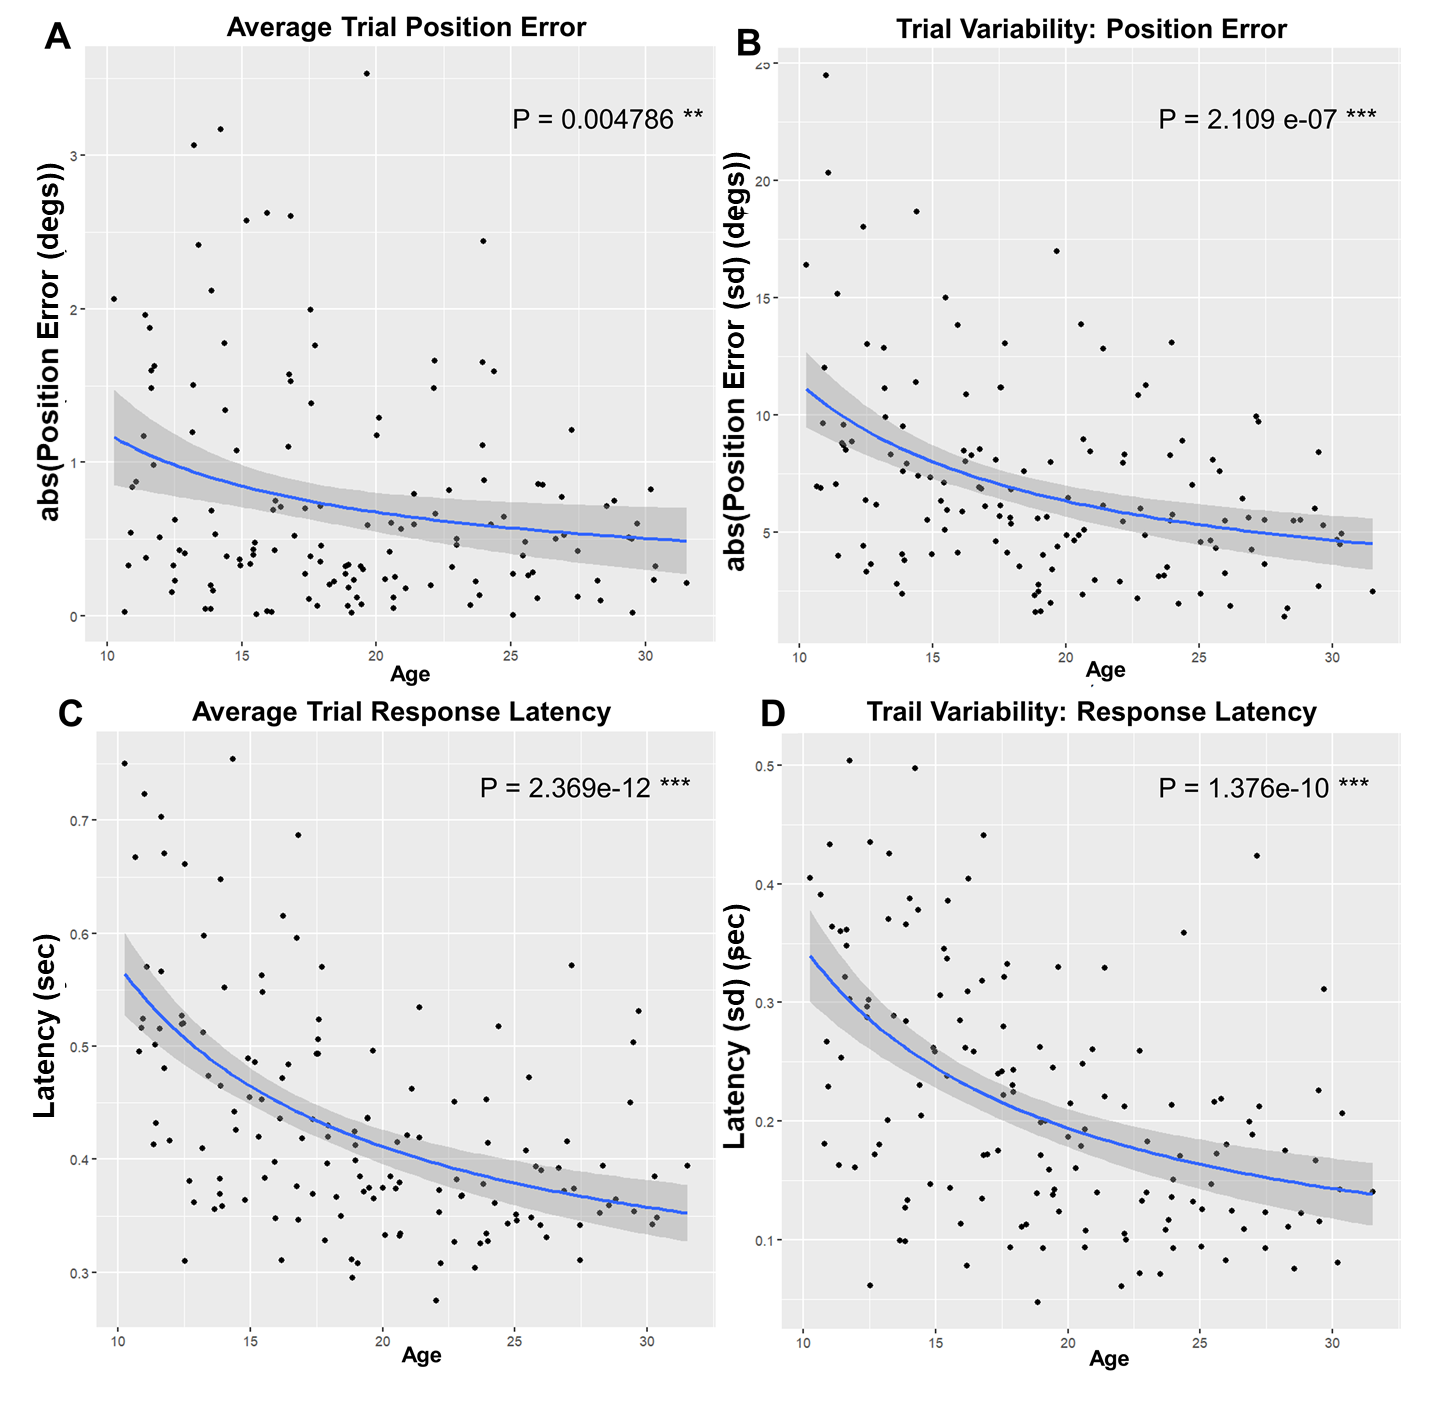 A
Average Trial Position Error
P = 0.004786 **
abs(Position Error (degs))
3
2
1
0
10 15 20 25 30
Age
B
Trial Variability: Position Error
P = 2.109 e-07 ***
abs(Position Error (sd) (degs))
25
20
15
10
5
10 15 20 25 30
Age
C
Average Trial Response Latency
P = 2.369e-12 ***
Latency (sec)
0.7
0.6
0.5
0.4
0.3
10 15 20 25 30
Age
D
Trail Variability: Response Latency
P = 1.376e-10 ***
Latency (sd) (sec)
0.5
0.4
0.3
0.2
0.1
10 15 20 25 30
Age